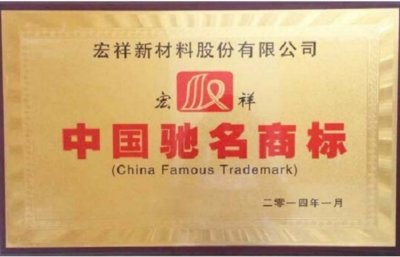 宏祥新材料股份有限公司
宏 祥
中国驰名商标
(China Famous Trademark)
二零一四年一月